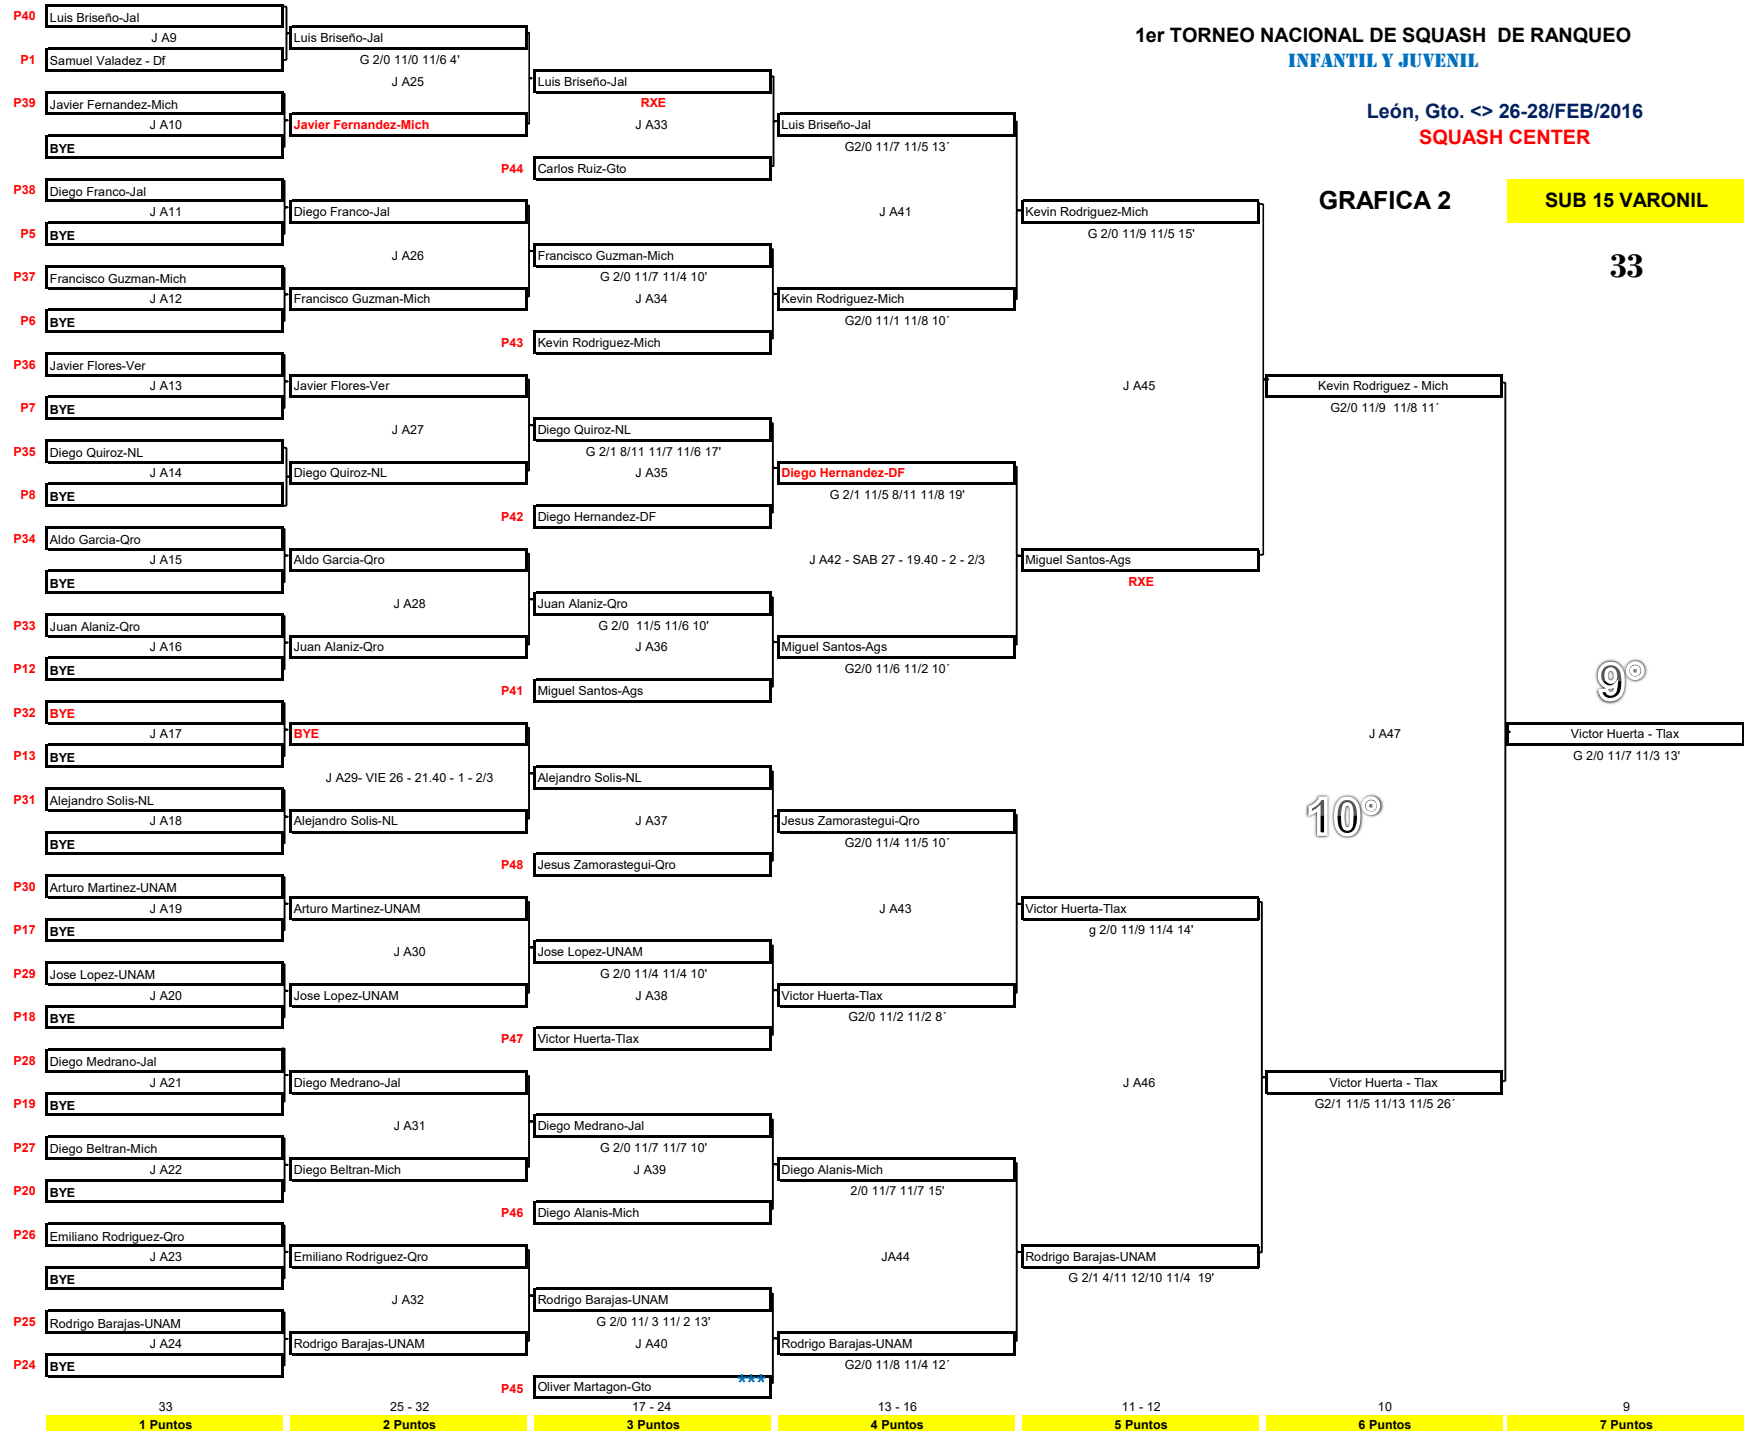 1er TORNEO NACIONAL DE SQUASH DE RANQUEO
INFANTIL Y JUVENIL
León, Gto. <> 26-28/FEB/2016
SQUASH CENTER
GRAFICA 2
SUB 15 VARONIL
33
P40 Luis Briseño-Jal
J A9
P1 Samuel Valadez - Df
P39 Javier Fernandez-Mich
J A10
BYE
P38 Diego Franco-Jal
J A11
P5 BYE
P37 Francisco Guzman-Mich
J A12
P6 BYE
P36 Javier Flores-Ver
J A13
P7 BYE
P35 Diego Quiroz-NL
J A14
P8 BYE
P34 Aldo Garcia-Qro
J A15
BYE
P33 Juan Alaniz-Qro
J A16
P12 BYE
P32 BYE
J A17
P13 BYE
P31 Alejandro Solis-NL
J A18
BYE
P30 Arturo Martinez-UNAM
J A19
P17 BYE
P29 Jose Lopez-UNAM
J A20
P18 BYE
P28 Diego Medrano-Jal
J A21
P19 BYE
P27 Diego Beltran-Mich
J A22
P20 BYE
P26 Emiliano Rodriguez-Qro
J A23
BYE
P25 Rodrigo Barajas-UNAM
J A24
P24 BYE
33
1 Puntos
Luis Briseño-Jal
G 2/0 11/0 11/6 4'
J A25
Javier Fernandez-Mich
Diego Franco-Jal
J A26
Francisco Guzman-Mich
Javier Flores-Ver
J A27
Diego Quiroz-NL
Aldo Garcia-Qro
J A28
Juan Alaniz-Qro
BYE
J A29- VIE 26 - 21.40 - 1 - 2/3
Alejandro Solis-NL
Arturo Martinez-UNAM
J A30
Jose Lopez-UNAM
Diego Medrano-Jal
J A31
Diego Beltran-Mich
Emiliano Rodriguez-Qro
J A32
Rodrigo Barajas-UNAM
25 - 32
2 Puntos
Luis Briseño-Jal
RXE
J A33
P44 Carlos Ruiz-Gto
Francisco Guzman-Mich
G 2/0 11/7 11/4 10'
J A34
P43 Kevin Rodriguez-Mich
Diego Quiroz-NL
G 2/1 8/11 11/7 11/6 17'
J A35
P42 Diego Hernandez-DF
Juan Alaniz-Qro
G 2/0 11/5 11/6 10'
J A36
P41 Miguel Santos-Ags
Alejandro Solis-NL
J A37
P48 Jesus Zamorastegui-Qro
Jose Lopez-UNAM
G 2/0 11/4 11/4 10'
J A38
P47 Victor Huerta-Tlax
Diego Medrano-Jal
G 2/0 11/7 11/7 10'
J A39
P46 Diego Alanis-Mich
Rodrigo Barajas-UNAM
G 2/0 11/ 3 11/ 2 13'
J A40
P45 Oliver Martagon-Gto ***
17 - 24
3 Puntos
Luis Briseño-Jal
G2/0 11/7 11/5 13´
J A41
Kevin Rodriguez-Mich
G2/0 11/1 11/8 10´
Diego Hernandez-DF
G 2/1 11/5 8/11 11/8 19'
J A42 - SAB 27 - 19.40 - 2 - 2/3
Miguel Santos-Ags
G2/0 11/6 11/2 10´
Jesus Zamorastegui-Qro
G2/0 11/4 11/5 10´
J A43
Victor Huerta-Tlax
G2/0 11/2 11/2 8´
Diego Alanis-Mich
2/0 11/7 11/7 15'
JA44
Rodrigo Barajas-UNAM
G2/0 11/8 11/4 12´
13 - 16
4 Puntos
Kevin Rodriguez-Mich
G 2/0 11/9 11/5 15'
J A45
Miguel Santos-Ags
RXE
Victor Huerta-Tlax
g 2/0 11/9 11/4 14'
J A46
Rodrigo Barajas-UNAM
G 2/1 4/11 12/10 11/4 19'
11 - 12
5 Puntos
Kevin Rodriguez - Mich
G2/0 11/9 11/8 11´
J A47
10°
Victor Huerta - Tlax
G2/1 11/5 11/13 11/5 26´
10
6 Puntos
9°
Victor Huerta - Tlax
G 2/0 11/7 11/3 13'
9
7 Puntos